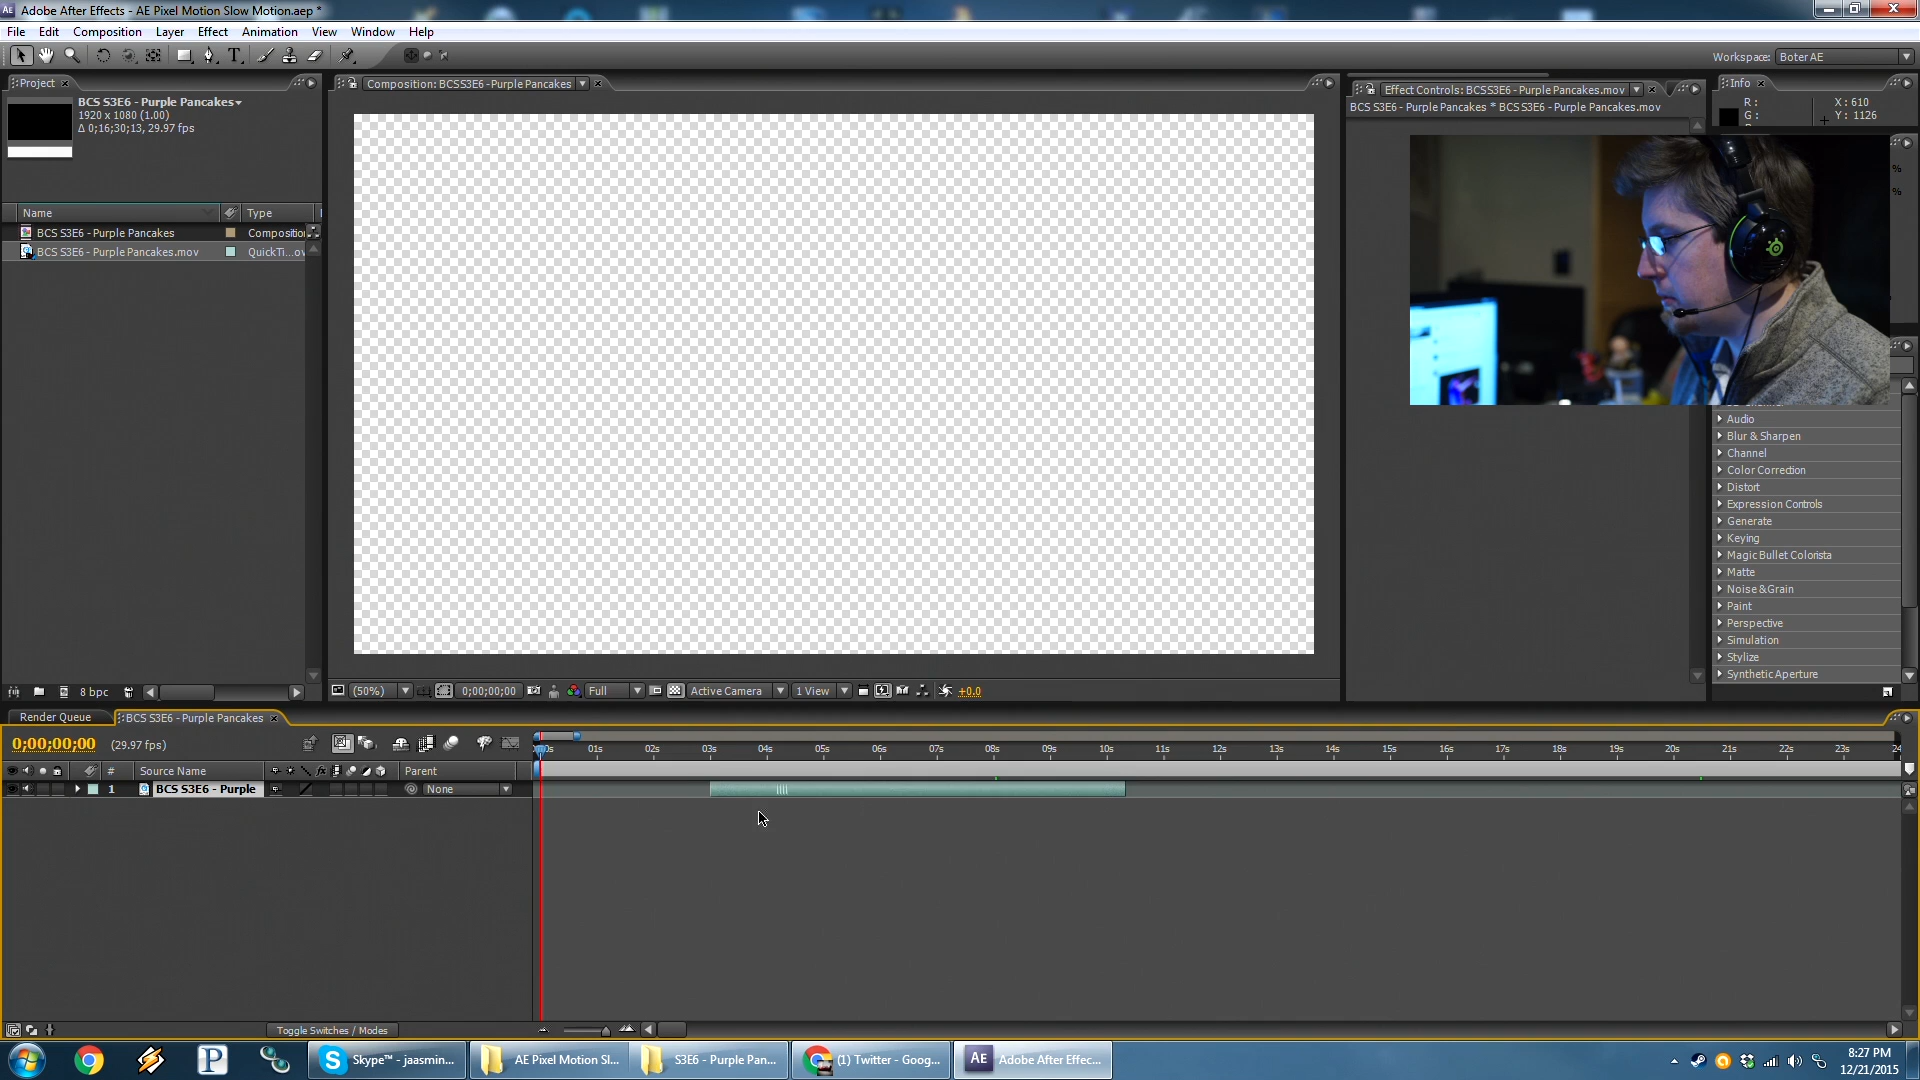 Adobe After Effects - AE Pixel Motion Slow Motion.aep *
File Edit Composition Layer Effect Animation View Window Help
Workspace: Boter AE
Project
Composition: BCS S3E6 - Purple Pancakes
Effect Controls: BCS S3E6 - Purple Pancakes.mov
Info
BCS S3E6 - Purple Pancakes
1920 x 1080 (1.00)
Δ 0;16;30;13, 29.97 fps
BCS S3E6 - Purple Pancakes * BCS S3E6 - Purple Pancakes.mov
R :
G :
X : 610
Y : 1126
%
%
Name Type
BCS S3E6 - Purple Pancakes Compositio
BCS S3E6 - Purple Pancakes.mov QuickTi...ov
Audio
Blur & Sharpen
Channel
Color Correction
Distort
Expression Controls
Generate
Keying
Magic Bullet Colorista
Matte
Noise & Grain
Paint
Perspective
Simulation
Stylize
Synthetic Aperture
8 bpc
(50%) 0;00;00;00 Full Active Camera 1 View +0.0
Render Queue BCS S3E6 - Purple Pancakes
0;00;00;00 (29.97 fps)
01s 02s 03s 04s 05s 06s 07s 08s 09s 10s 11s 12s 13s 14s 15s 16s 17s 18s 19s 20s 21s 22s 23s 24
# Source Name Parent
1 BCS S3E6 - Purple None
Toggle Switches / Modes
Skype™ - jaasmin...
AE Pixel Motion Sl...
S3E6 - Purple Pan...
(1) Twitter - Goog...
Adobe After Effec...
8:27 PM
12/21/2015